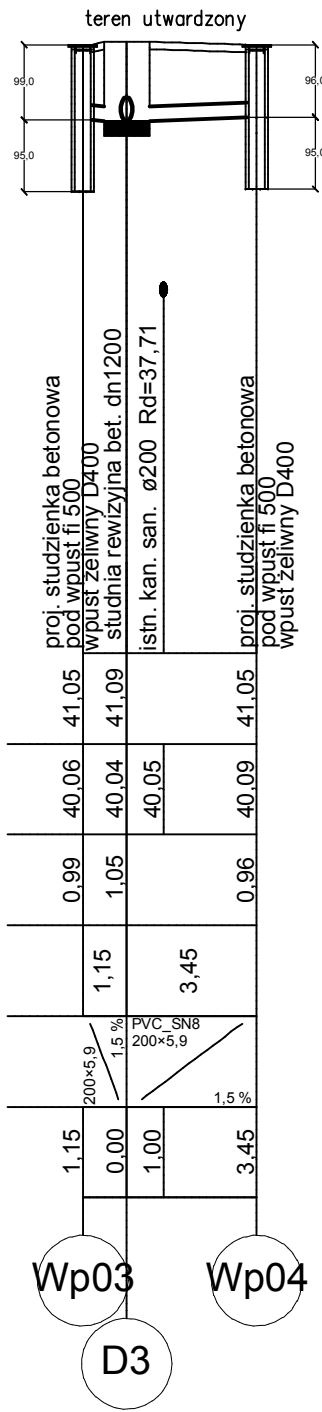 teren utwardzony
99,0
95,0
96,0
95,0
proj. studzienka betonowa
pod wpust fi 500
wpust żeliwny D400
studnia rewizyjna bet. dn1200
istn. kan. san. ø200 Rd=37,71
proj. studzienka betonowa
pod wpust fi 500
wpust żeliwny D400
41,05
41,09
41,05
40,06
40,04
40,05
40,09
0,99
1,05
0,96
1,15
3,45
200×5,9
1,5 %
PVC_SN8
200×5,9
1,5 %
1,15
0,00
1,00
3,45
Wp03
Wp04
D3